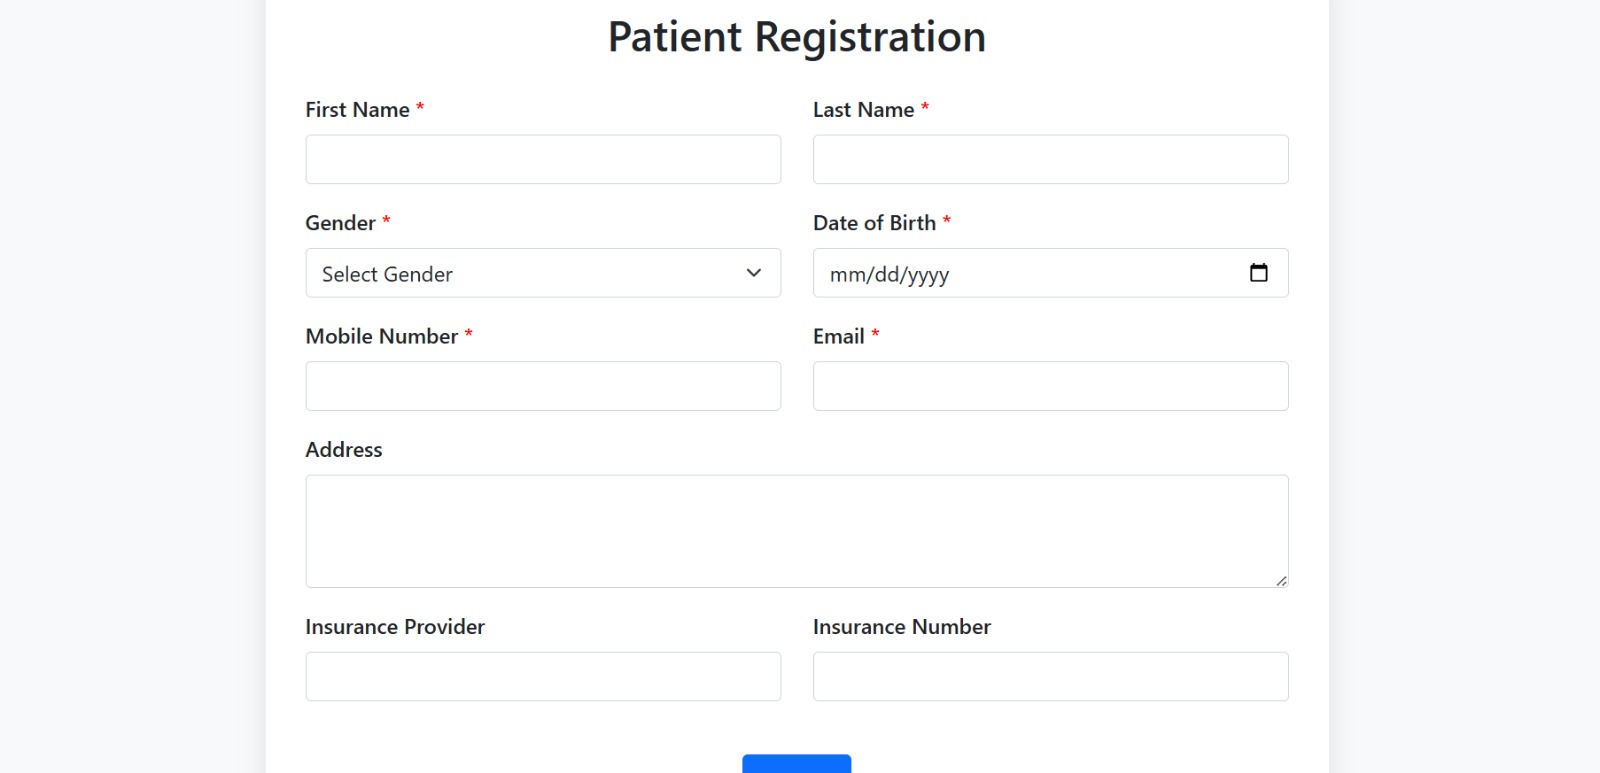 Patient Registration
First Name *
Last Name *
Gender *
Date of Birth *
Select Gender
mm/dd/yyyy
Mobile Number *
Email *
Address
Insurance Provider
Insurance Number